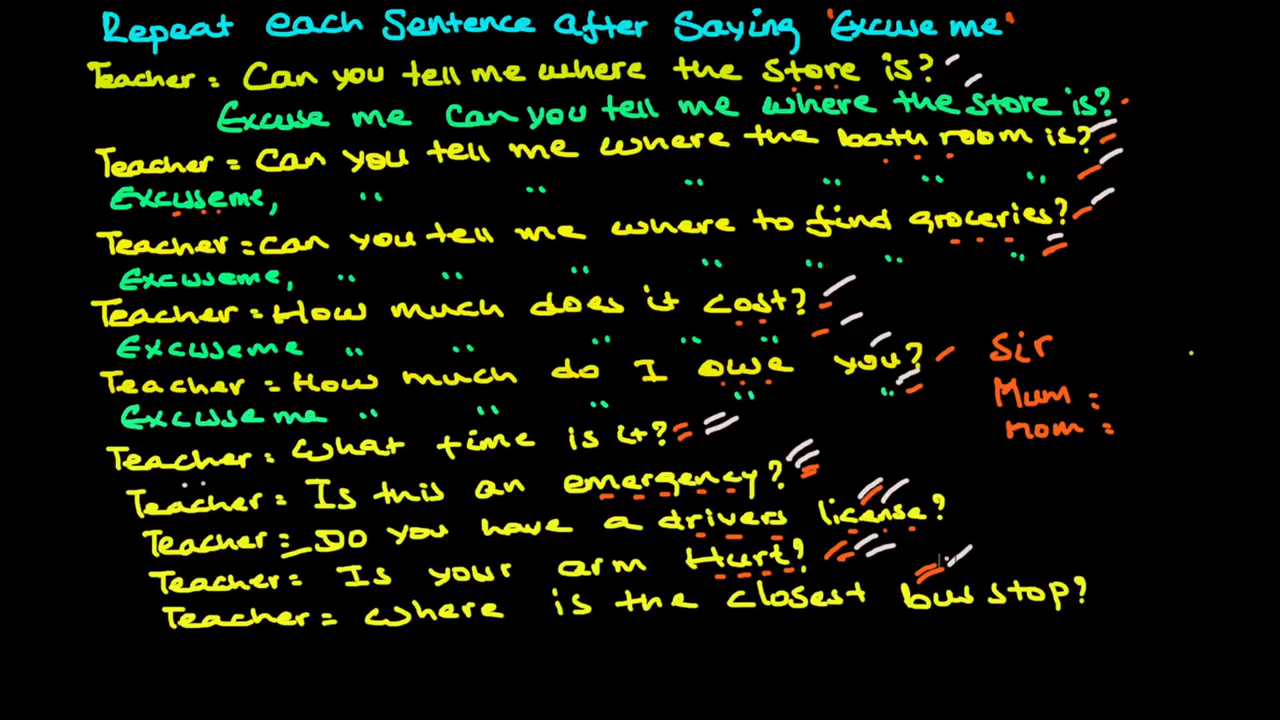 Repeat each Sentence after Saying 'Excuse me'
Teacher = Can you tell me where the store is?
Excuse me can you tell me where the store is?
Teacher = Can you tell me where the bath room is?
Excuseme, " " " " " "
Teacher = can you tell me where to find groceries?
Excuseme, " " " " " " "
Teacher = How much does it cost?
Excuseme " " " " "
Teacher = How much do I owe you?
Excuseme " " " " "
Sir
Mum :
Mom :
Teacher = What time is it?
Teacher = Is this an emergency?
Teacher = Do you have a drivers license?
Teacher = Is your arm Hurt?
Teacher = Where is the closest bus stop?